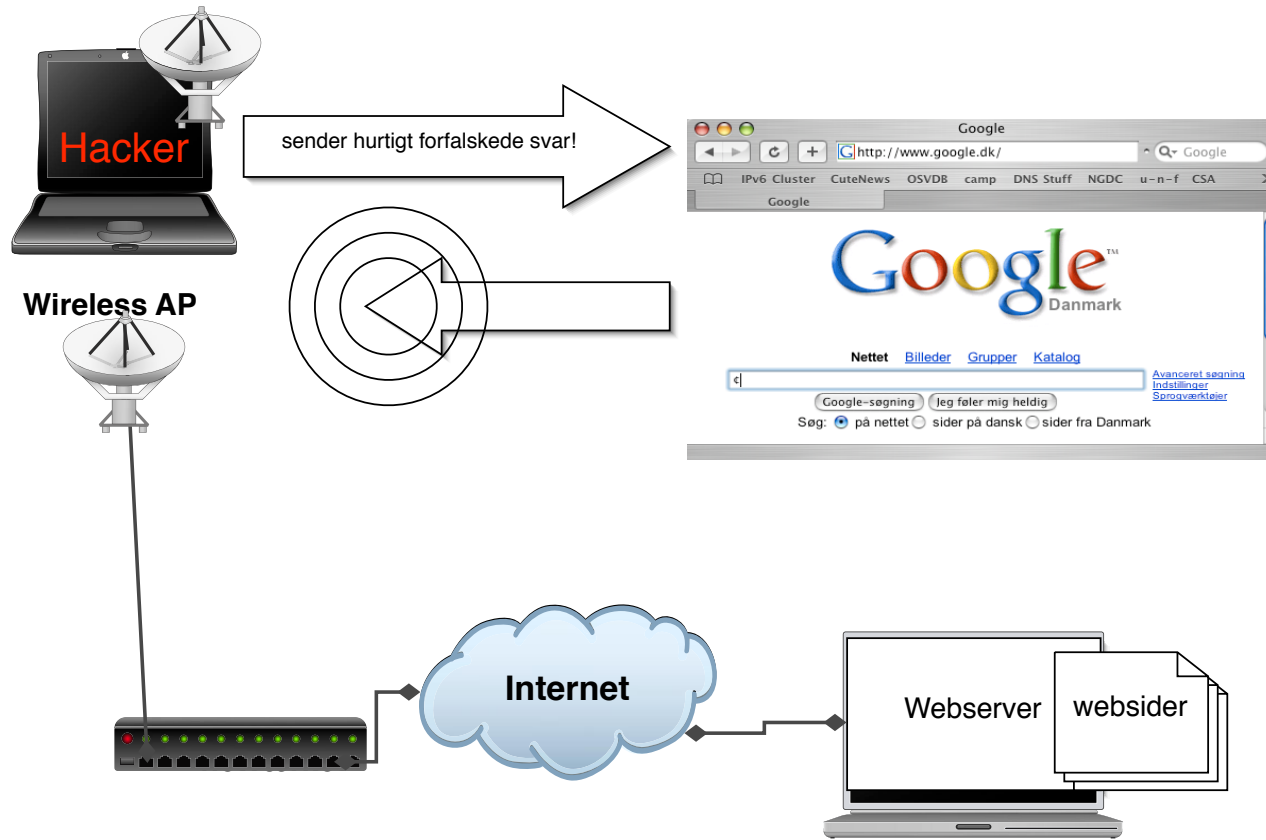 Hacker
sender hurtigt forfalskede svar!
Wireless AP
Google
http://www.google.dk/
Google
IPv6 Cluster CuteNews OSVDB camp DNS Stuff NGDC u-n-f CSA
Google
Google™
Danmark
Nettet Billeder Grupper Katalog
¢
Avanceret søgning
Indstillinger
Sprogværktøjer
Google-søgning Jeg føler mig heldig
Søg: på nettet sider på dansk sider fra Danmark
Internet
Webserver
websider